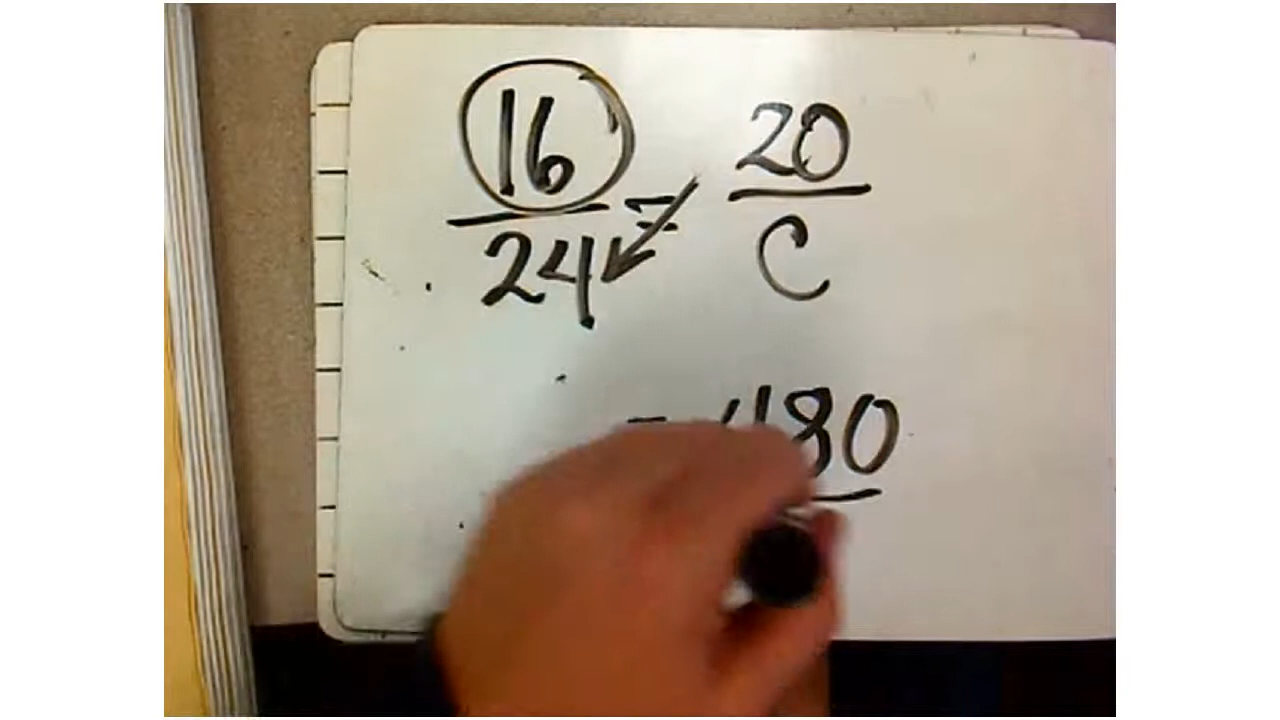 16 = 20
24 C
= 480